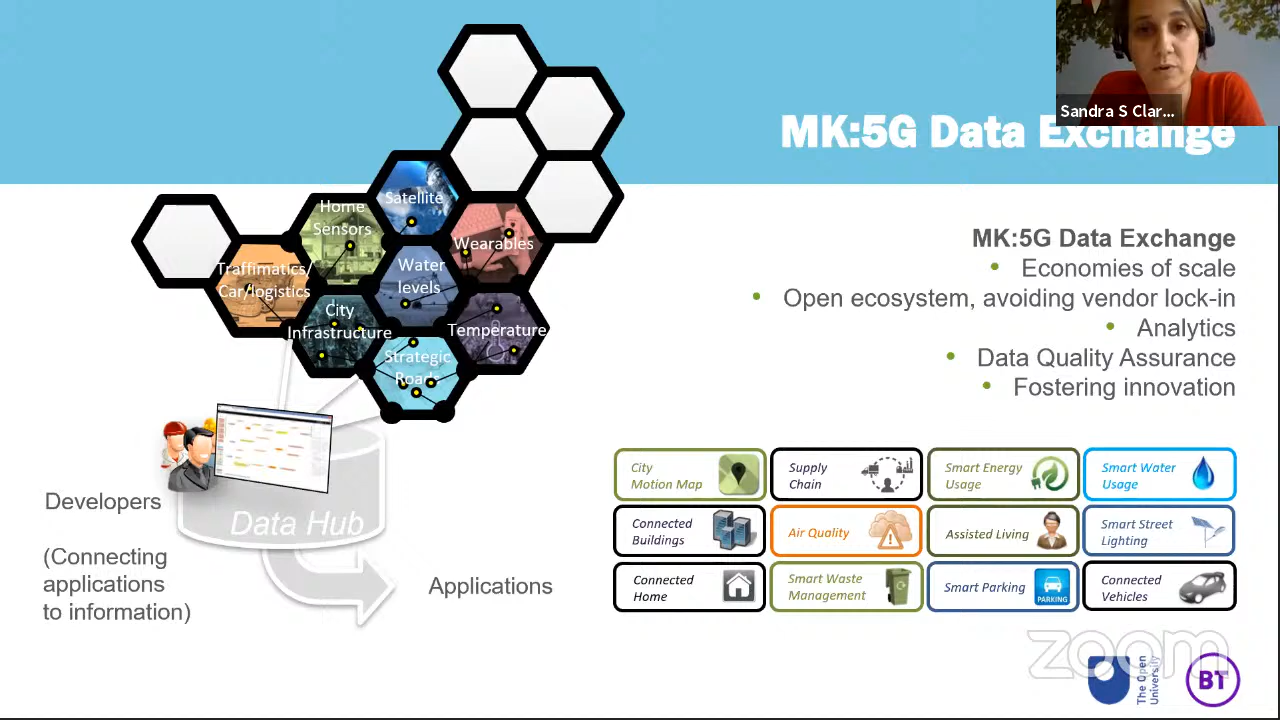 Sandra S Clar...
MK:5G Data Exchange
Satellite
Home
Sensors
Wearables
Traffimatics/
Car/logistics
Water
levels
City
Infrastructure
Temperature
Strategic
Roads
MK:5G Data Exchange
• Economies of scale
• Open ecosystem, avoiding vendor lock-in
• Analytics
• Data Quality Assurance
• Fostering innovation
Developers
(Connecting
applications
to information)
Data Hub
Applications
City
Motion Map
Supply
Chain
Smart Energy
Usage
Smart Water
Usage
Connected
Buildings
Air Quality
Assisted Living
Smart Street
Lighting
Connected
Home
Smart Waste
Management
Smart Parking
PARKING
Connected
Vehicles
zoom
The Open
University
BT